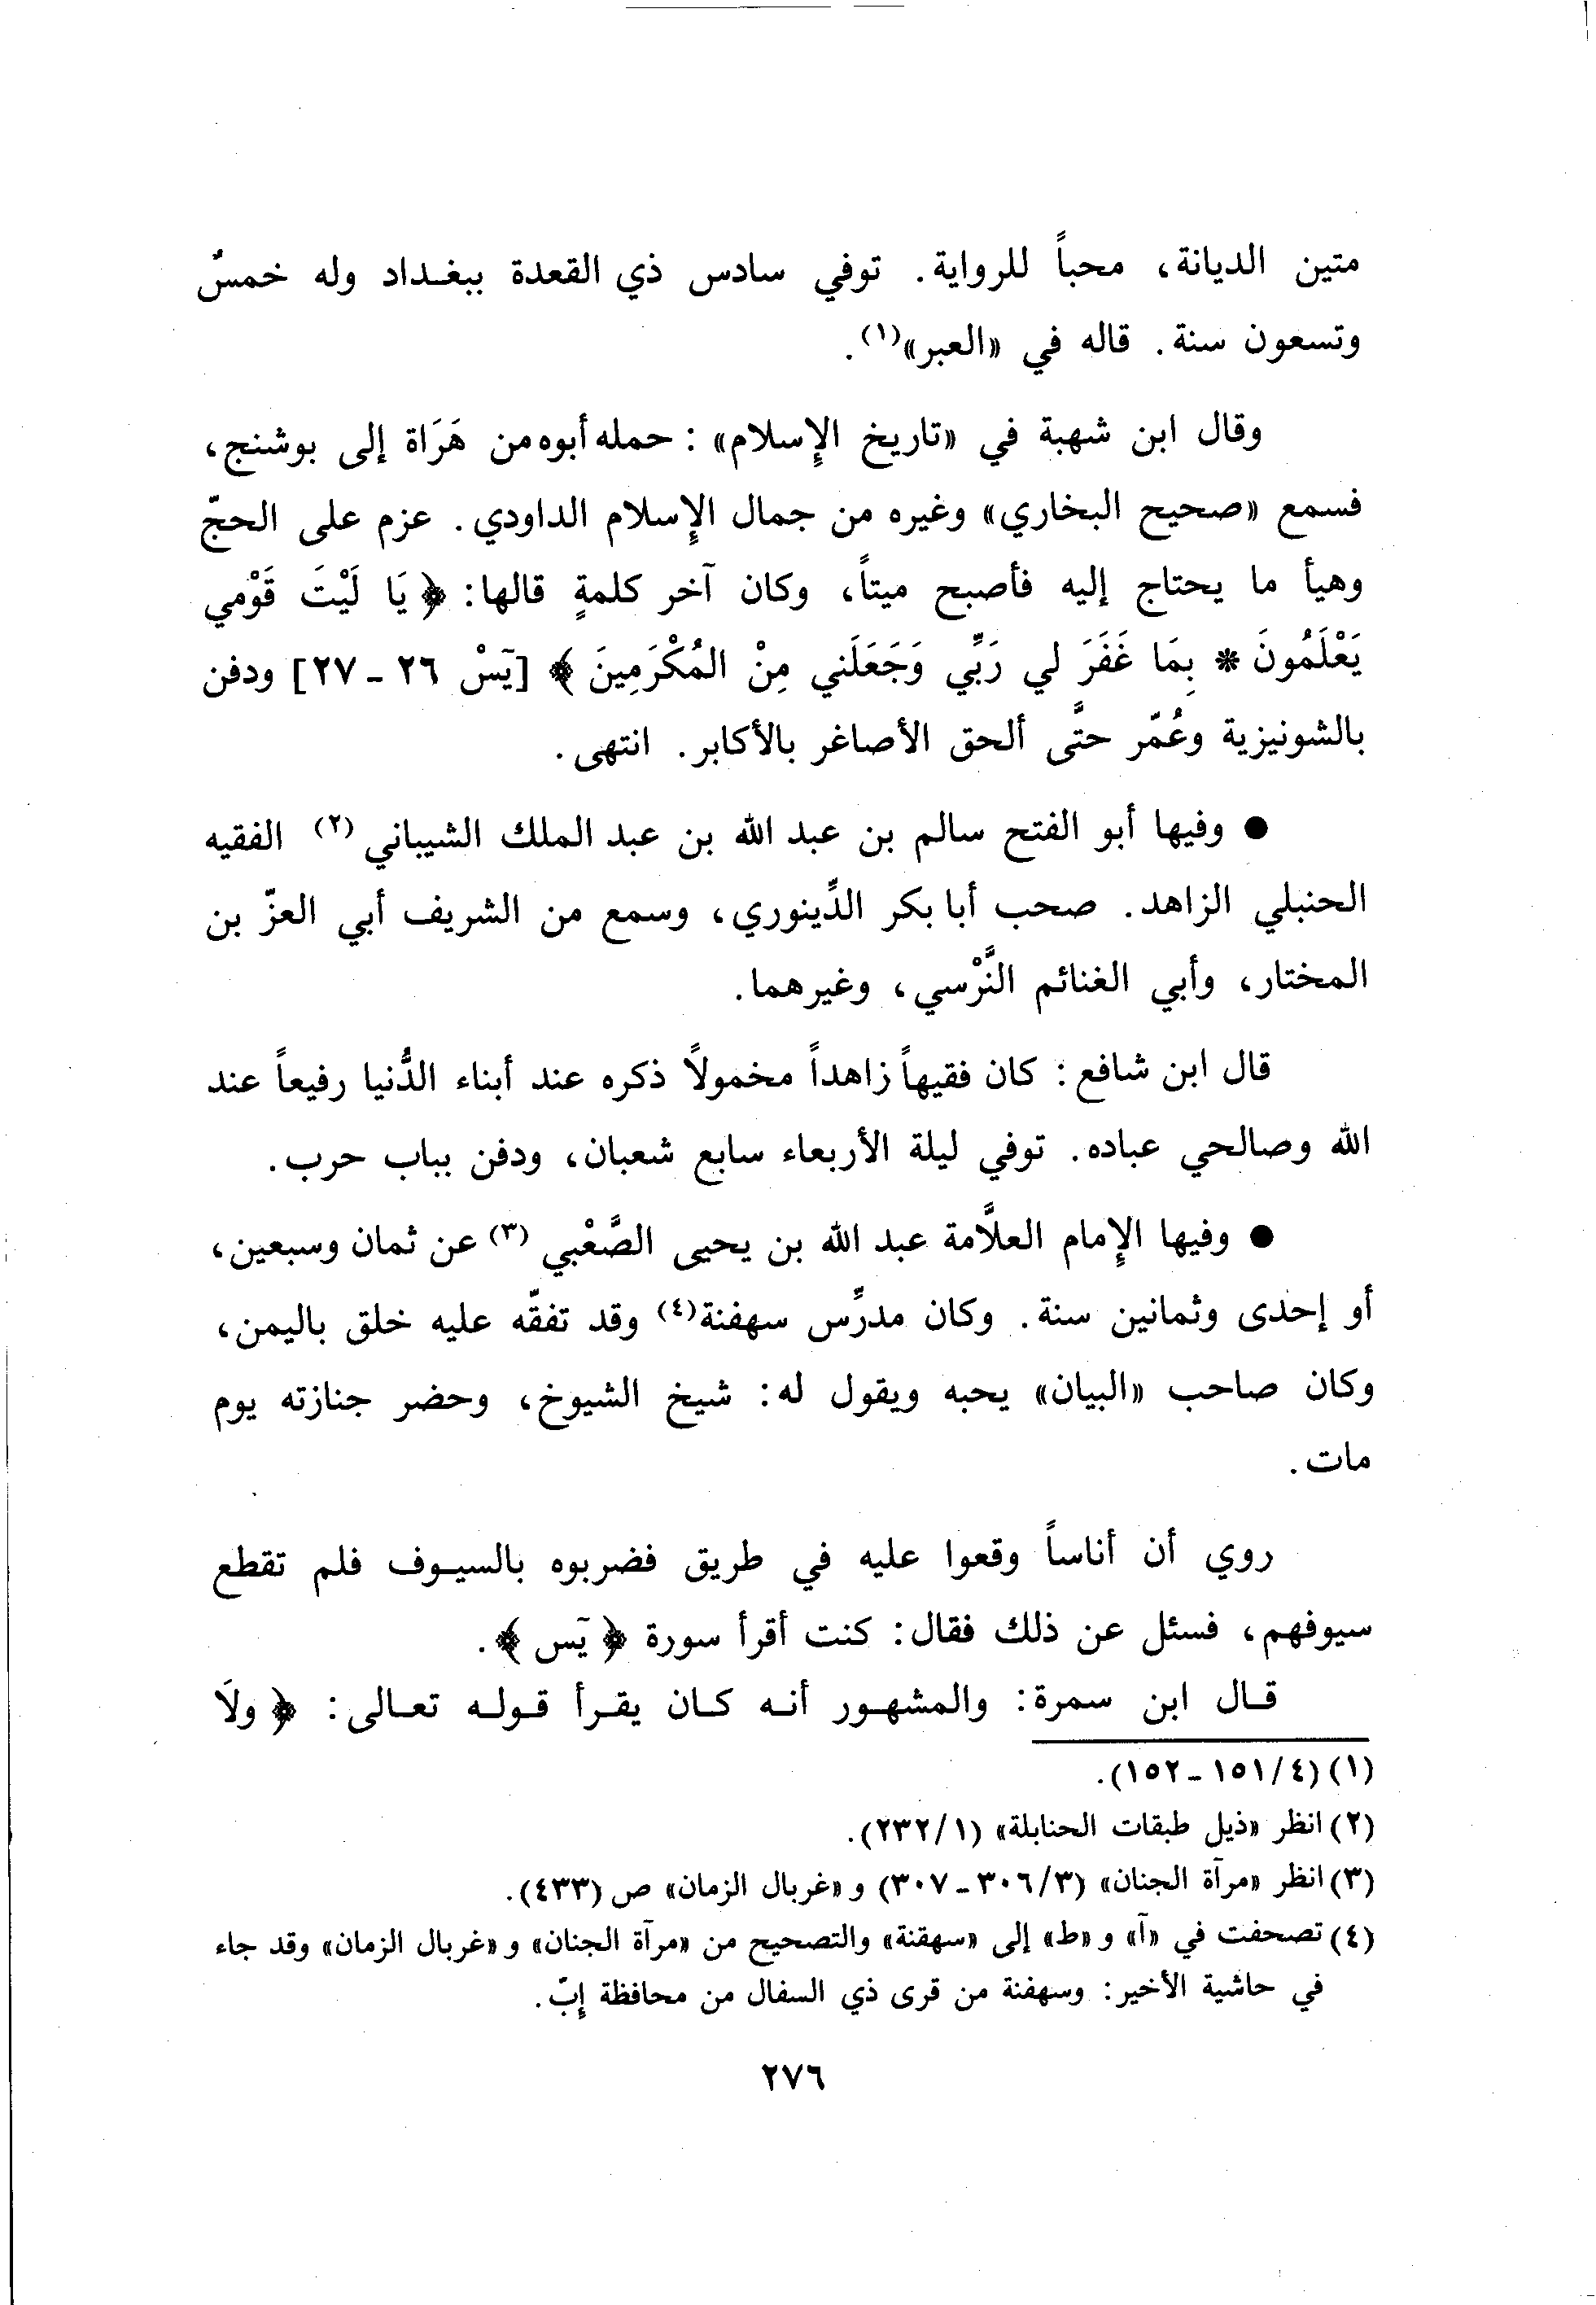 متين الديانة، محباً للرواية. توفي سادس ذي القعدة ببغداد وله خمسٌ
وتسعون سنة. قاله في «العبر»(١).
وقال ابن شهبة في «تاريخ الإسلام»: حمله أبوه من هَرَاة إلى بوشنج،
فسمع «صحيح البخاري» وغيره من جمال الإسلام الداودي. عزم على الحجّ
وهيأ ما يحتاج إليه فأصبح ميتاً، وكان آخر كلمةٍ قالها: ﴿ يَا لَيْتَ قَوْمي
يَعْلَمُونَ * بِمَا غَفَرَ لي رَبِّي وَجَعَلَني مِنْ المُكْرَمِينَ ﴾ [يَسْ ٢٦ - ٢٧] ودفن
بالشونيزية وعُمّر حتَّى ألحق الأصاغر بالأكابر. انتهى.
● وفيها أبو الفتح سالم بن عبد الله بن عبد الملك الشيباني (٢) الفقيه
الحنبلي الزاهد. صحب أبا بكر الدِّينوري، وسمع من الشريف أبي العزّ بن
المختار، وأبي الغنائم النَّرْسي، وغيرهما.
قال ابن شافع: كان فقيهاً زاهداً مخمولاً ذكره عند أبناء الدُّنيا رفيعاً عند
الله وصالحي عباده. توفي ليلة الأربعاء سابع شعبان، ودفن بباب حرب.
● وفيها الإمام العلاَّمة عبد الله بن يحيى الصَّعْبي (٣) عن ثمان وسبعين،
أو إحدى وثمانين سنة. وكان مدرِّس سهفنة(٤) وقد تفقّه عليه خلق باليمن،
وكان صاحب «البيان» يحبه ويقول له: شيخ الشيوخ، وحضر جنازته يوم
مات.
روي أن أناساً وقعوا عليه في طريق فضربوه بالسيوف فلم تقطع
سيوفهم، فسئل عن ذلك فقال: كنت أقرأ سورة ﴿ يَس ﴾.
قال ابن سمرة: والمشهور أنه كان يقرأ قوله تعالى: ﴿ ولاَ
(١) (٤/ ١٥١ - ١٥٢).
(٢) انظر «ذيل طبقات الحنابلة» (١/ ٢٣٢).
(٣) انظر «مرآة الجنان» (٣/ ٣٠٦ - ٣٠٧) و «غربال الزمان» ص (٤٣٣).
(٤) تصحفت في «آ» و «ط» إلى «سهقنة» والتصحيح من «مرآة الجنان» و «غربال الزمان» وقد جاء
في حاشية الأخير: وسهفنة من قرى ذي السفال من محافظة إبّ.
٢٧٦